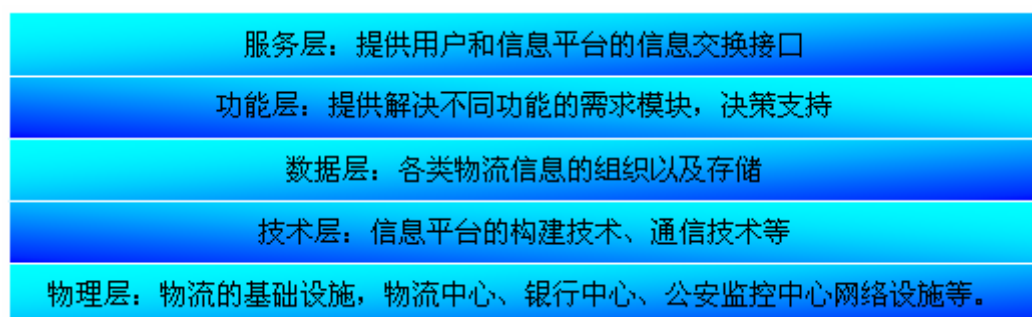 服务层：提供用户和信息平台的信息交换接口
功能层：提供解决不同功能的需求模块，决策支持
数据层：各类物流信息的组织以及存储
技术层：信息平台的构建技术、通信技术等
物理层：物流的基础设施，物流中心、银行中心、公安监控中心网络设施等。